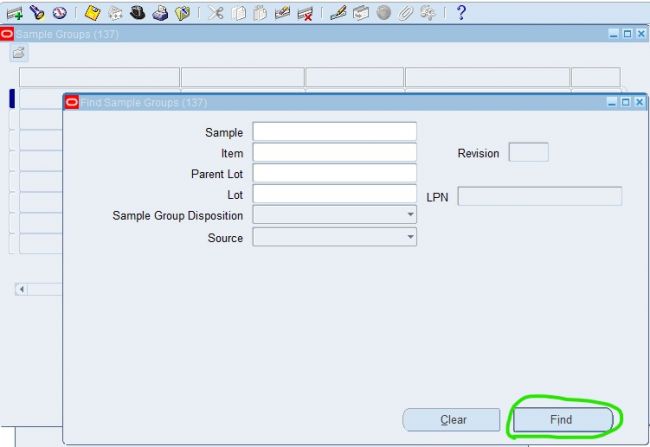 Sample Groups (137)
Find Sample Groups (137)
Sample
Item
Revision
Parent Lot
Lot
LPN
Sample Group Disposition
Source
Clear
Find